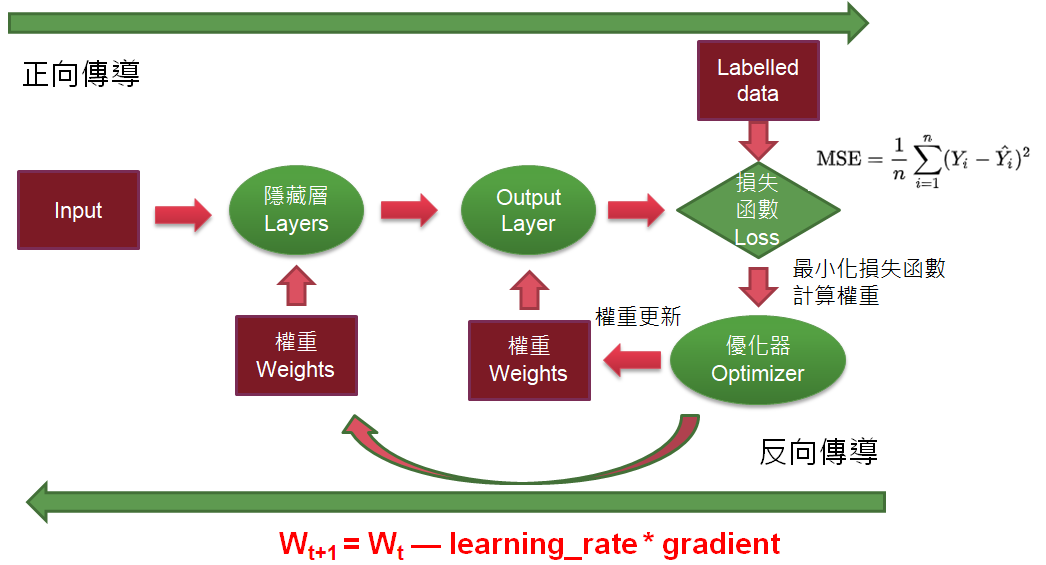 正向傳導
Labelled
data
MSE = \frac{1}{n} \sum_{i=1}^{n} (Y_i - \hat{Y}_i)^2
Input
隱藏層
Layers
Output
Layer
損失
函數
Loss
最小化損失函數
計算權重
權重
Weights
權重
Weights
權重更新
優化器
Optimizer
反向傳導
W_{t+1} = W_t — learning_rate * gradient